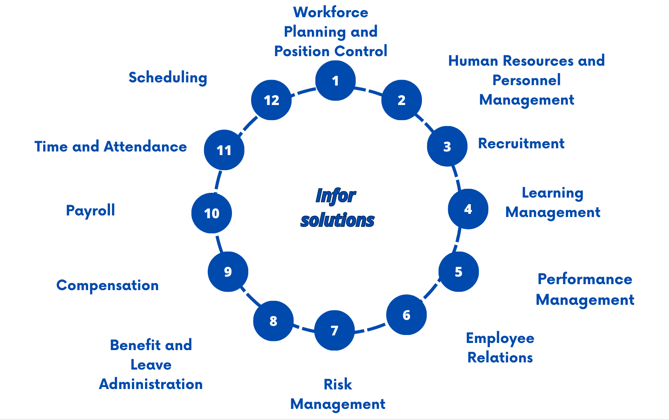 Workforce
Planning and
Position Control
1
Human Resources and
Personnel
Management
2
Recruitment
3
Learning
Management
4
Performance
Management
5
Employee
Relations
6
Risk
Management
7
Benefit and
Leave
Administration
8
Compensation
9
Payroll
10
Time and Attendance
11
Scheduling
12
Infor
solutions